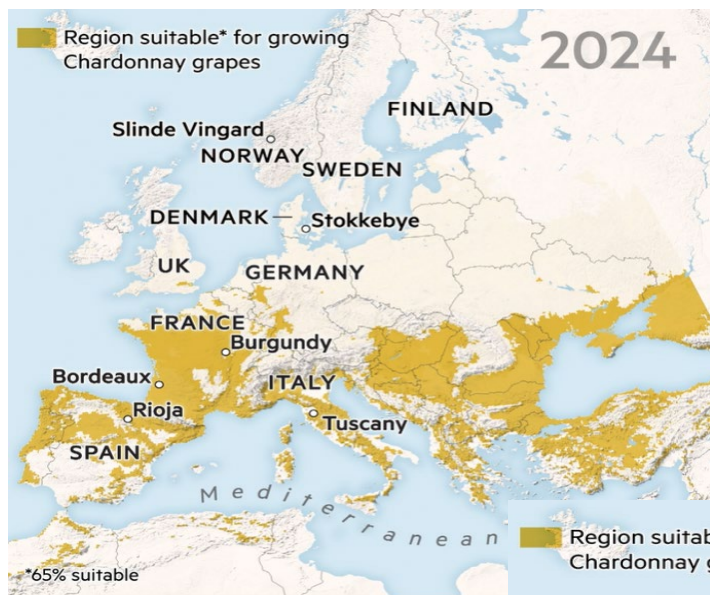 Region suitable* for growing
Chardonnay grapes
2024
FINLAND
Slinde Vingard
NORWAY
SWEDEN
DENMARK
Stokkebye
UK
GERMANY
FRANCE
Burgundy
Bordeaux
ITALY
Rioja
Tuscany
SPAIN
Mediterranean
Region suitab
Chardonnay g
*65% suitable